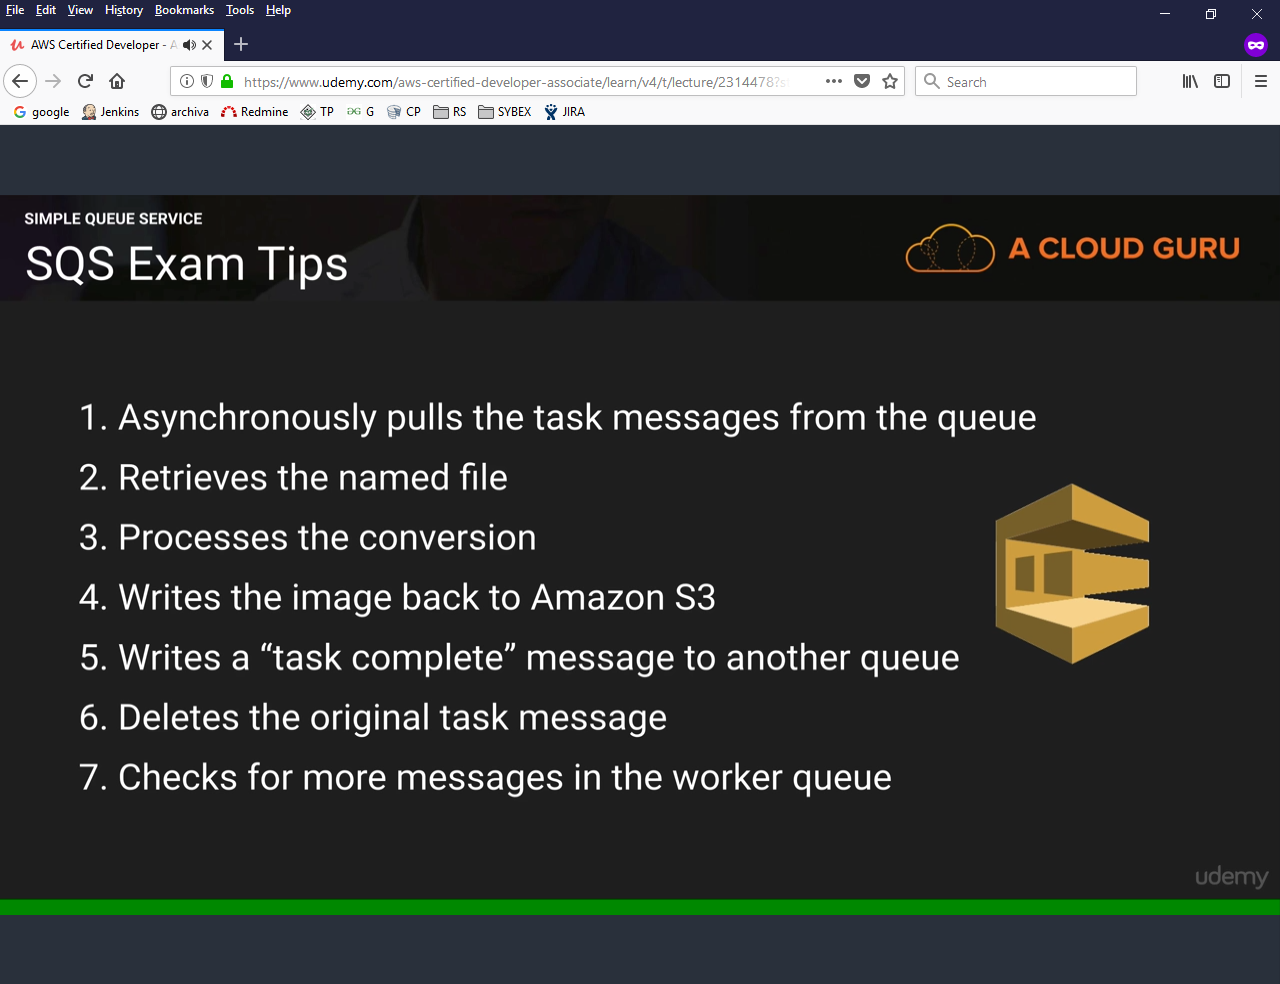 File Edit View History Bookmarks Tools Help
AWS Certified Developer - A
https://www.udemy.com/aws-certified-developer-associate/learn/v4/t/lecture/2314478?s
Search
google Jenkins archiva Redmine TP G CP RS SYBEX JIRA
SIMPLE QUEUE SERVICE
SQS Exam Tips
A CLOUD GURU
1. Asynchronously pulls the task messages from the queue
2. Retrieves the named file
3. Processes the conversion
4. Writes the image back to Amazon S3
5. Writes a “task complete” message to another queue
6. Deletes the original task message
7. Checks for more messages in the worker queue
udemy